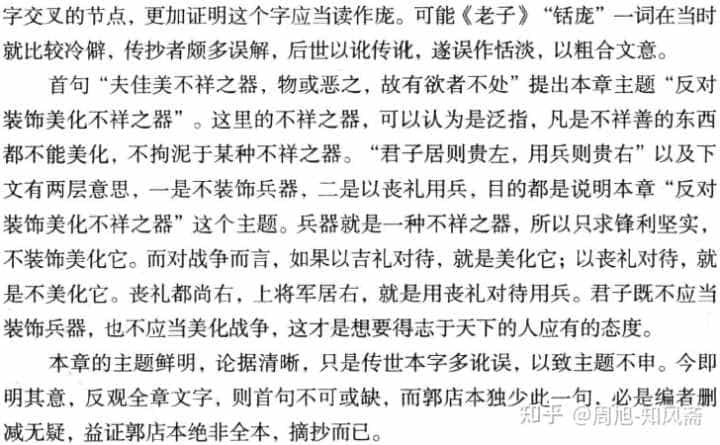 字交叉的节点，更加证明这个字应当读作庞。可能《老子》“铦庞”一词在当时
就比较冷僻，传抄者颇多误解，后世以讹传讹，遂误作恬淡，以粗合文意。
首句“夫佳美不祥之器，物或恶之，故有欲者不处”提出本章主题“反对
装饰美化不祥之器”。这里的不祥之器，可以认为是泛指，凡是不祥善的东西
都不能美化，不拘泥于某种不祥之器。“君子居则贵左，用兵则贵右”以及下
文有两层意思，一是不装饰兵器，二是以丧礼用兵，目的都是说明本章“反对
装饰美化不祥之器”这个主题。兵器就是一种不祥之器，所以只求锋利坚实，
不装饰美化它。而对战争而言，如果以吉礼对待，就是美化它；以丧礼对待，就
是不美化它。丧礼都尚右，上将军居右，就是用丧礼对待用兵。君子既不应当
装饰兵器，也不应当美化战争，这才是想要得志于天下的人应有的态度。
本章的主题鲜明，论据清晰，只是传世本字多讹误，以致主题不申。今即
明其意，反观全章文字，则首句不可或缺，而郭店本独少此一句，必是编者删
减无疑，益证郭店本绝非全本，摘抄而已。
知乎 @周旭-知风斋